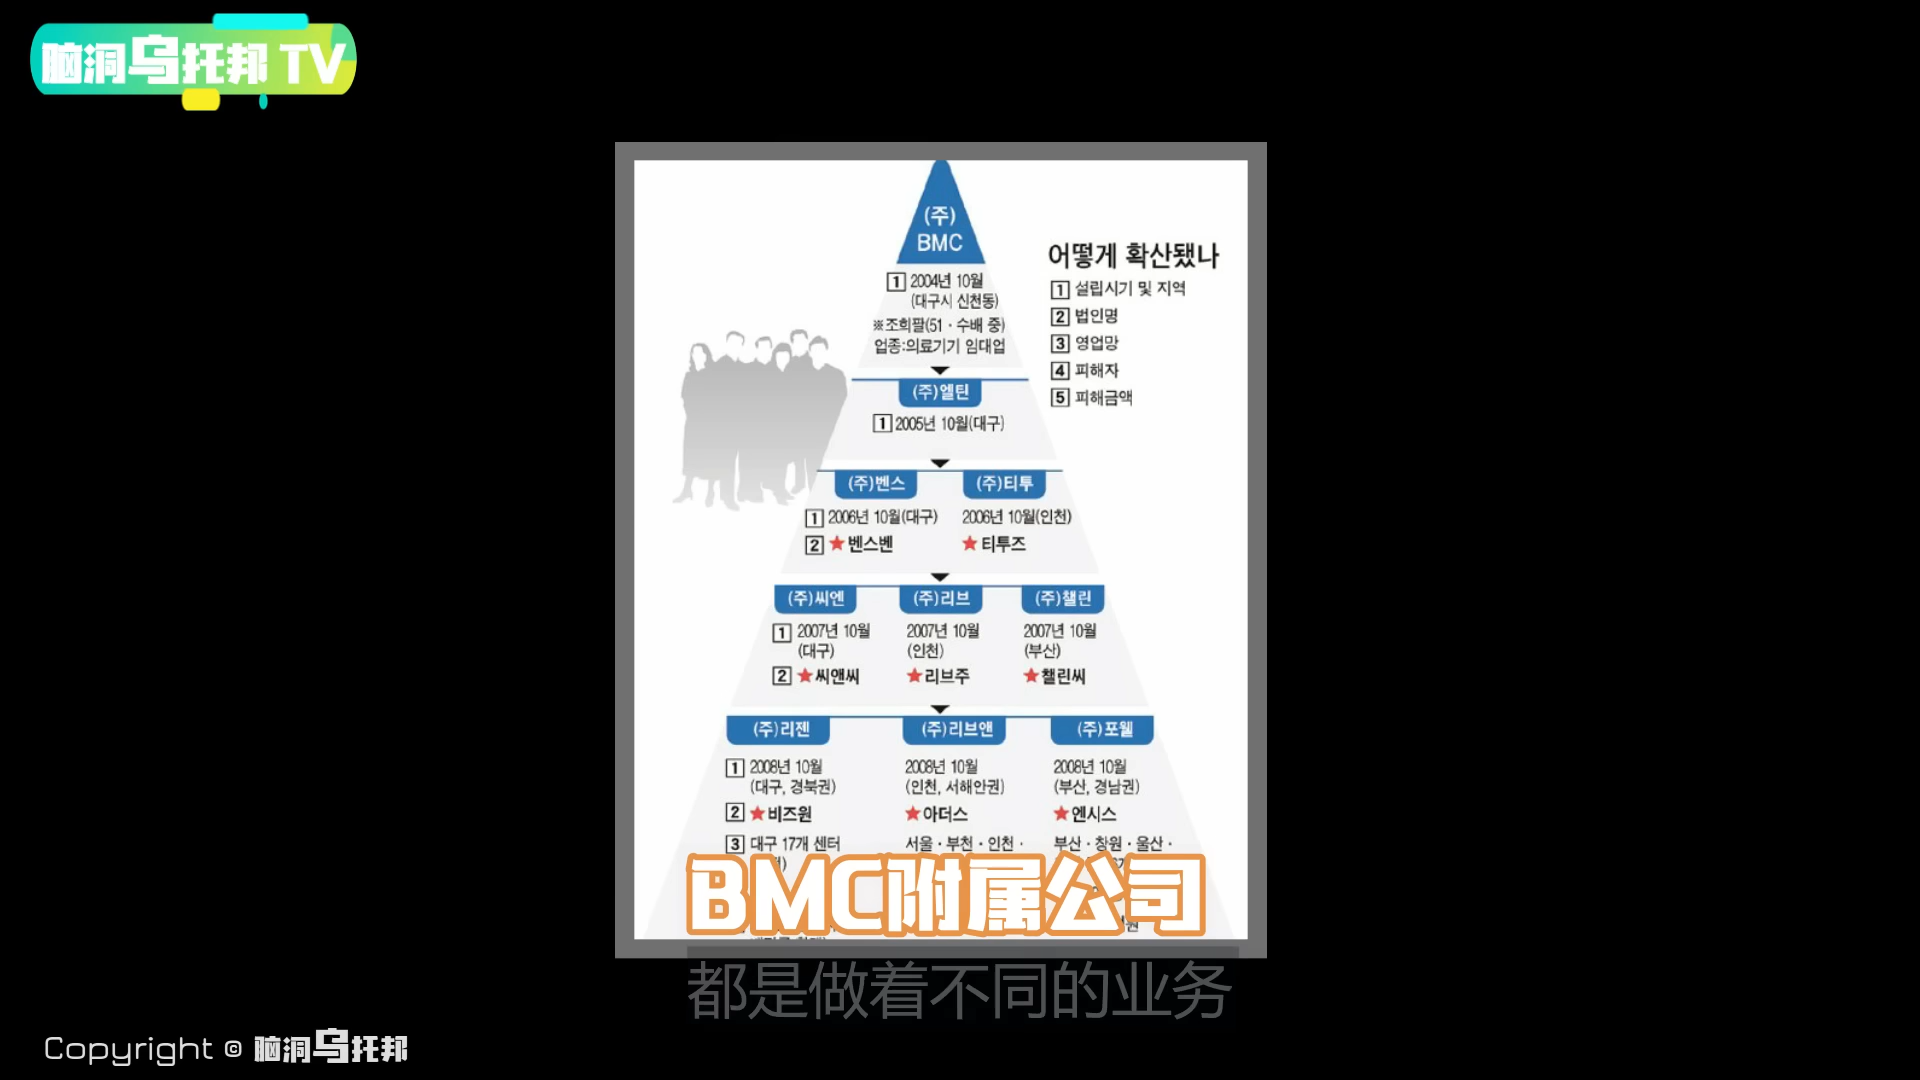 脑洞乌托邦 TV
(주)
BMC
1 2004년 10월
(대구시 신천동)
※조희팔(51·수배 중)
업종:의료기기 임대업
어떻게 확산됐나
1 설립시기 및 지역
2 법인명
3 영업망
4 피해자
5 피해금액
(주)엘틴
1 2005년 10월(대구)
(주)벤스 (주)티투
1 2006년 10월(대구) 2006년 10월(인천)
2 ★벤스벤 ★티투즈
(주)씨엔 (주)리브 (주)챌린
1 2007년 10월 2007년 10월 2007년 10월
(대구) (인천) (부산)
2 ★씨앤씨 ★리브주 ★챌린씨
(주)리젠 (주)리브앤 (주)포웰
1 2008년 10월 2008년 10월 2008년 10월
(대구, 경북권) (인천, 서해안권) (부산, 경남권)
2 ★비즈원 ★아더스 ★엔시스
3 대구 17개 센터 서울·부천·인천· 부산·창원·울산·
BMC附属公司
都是做着不同的业务
Copyright © 脑洞乌托邦